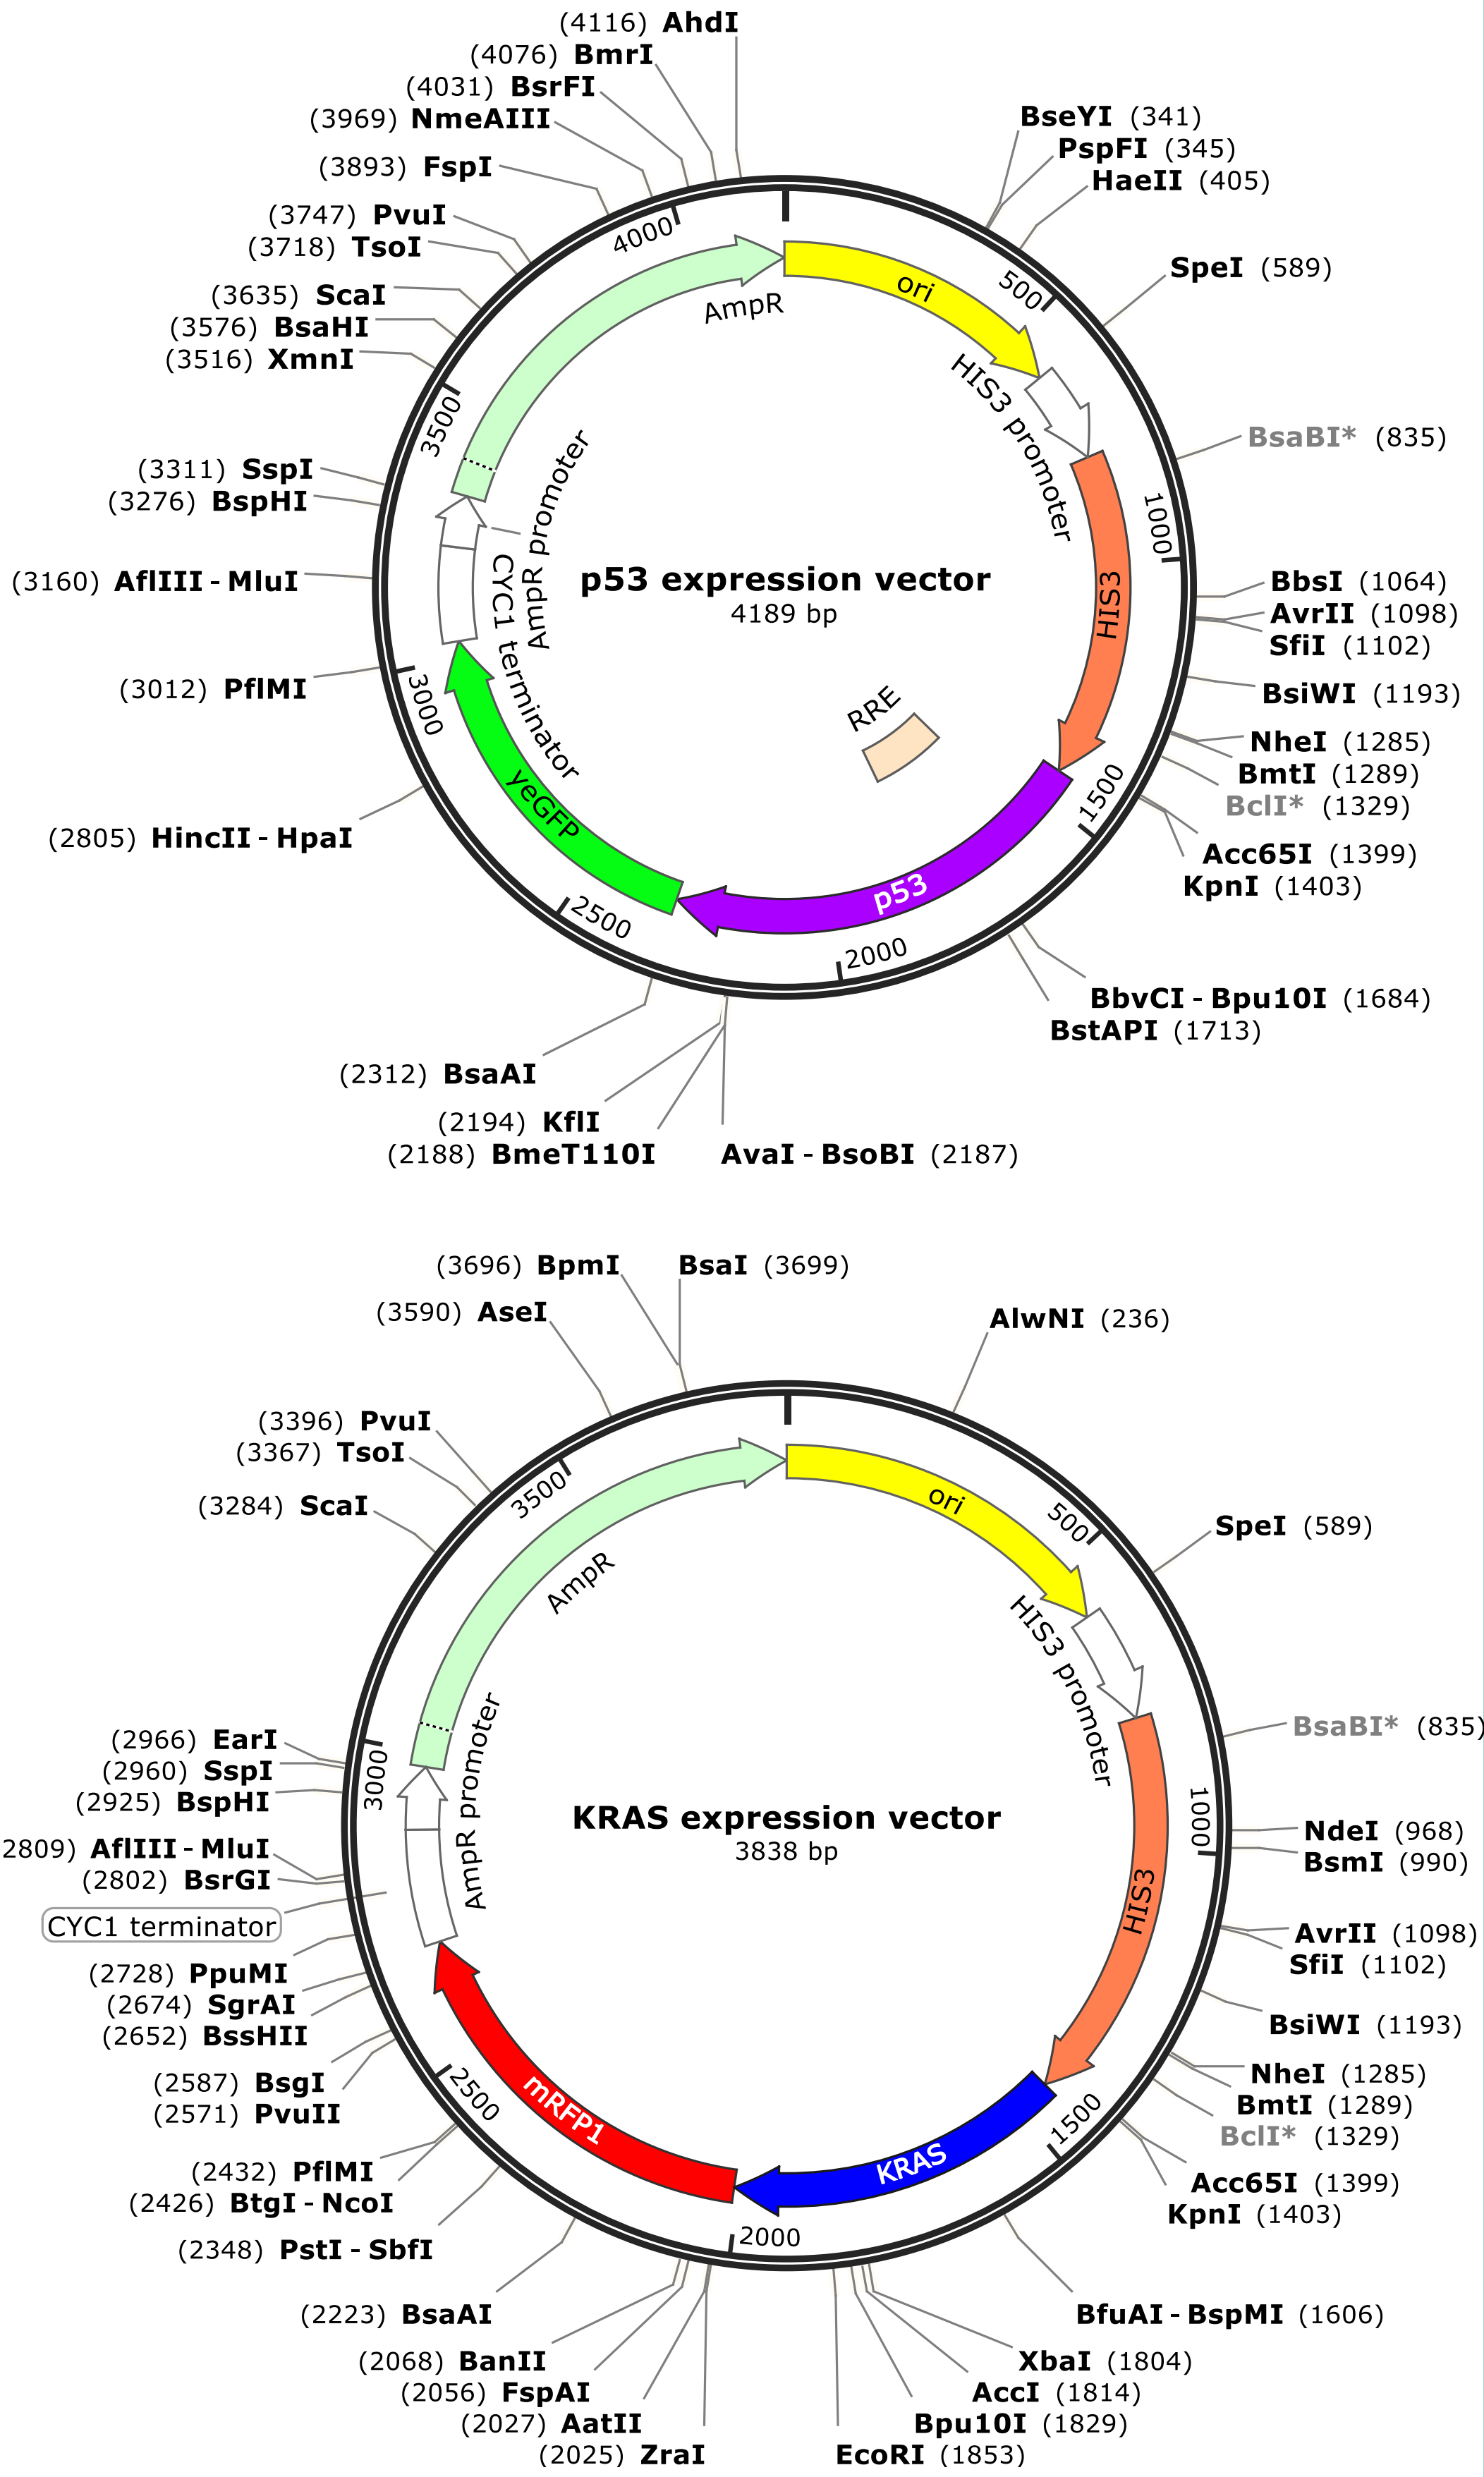 (4116) AhdI
(4076) BmrI
(4031) BsrFI
(3969) NmeAIII
(3893) FspI
(3747) PvuI
(3718) TsoI
(3635) ScaI
(3576) BsaHI
(3516) XmnI
(3311) SspI
(3276) BspHI
(3160) AflIII - MluI
(3012) PflMI
(2805) HincII - HpaI
(2312) BsaAI
(2194) KflI
(2188) BmeT110I
AvaI - BsoBI (2187)
BseYI (341)
PspFI (345)
HaeII (405)
SpeI (589)
BsaBI* (835)
BbsI (1064)
AvrII (1098)
SfiI (1102)
BsiWI (1193)
NheI (1285)
BmtI (1289)
BclI* (1329)
Acc65I (1399)
KpnI (1403)
BbvCI - Bpu10I (1684)
BstAPI (1713)
500
1000
1500
2000
2500
3000
3500
4000
ori
HIS3 promoter
HIS3
RRE
p53
yeGFP
CYC1 terminator
AmpR promoter
AmpR
p53 expression vector
4189 bp
(3696) BpmI
BsaI (3699)
(3590) AseI
(3396) PvuI
(3367) TsoI
(3284) ScaI
(2966) EarI
(2960) SspI
(2925) BspHI
2809) AflIII - MluI
(2802) BsrGI
CYC1 terminator
(2728) PpuMI
(2674) SgrAI
(2652) BssHII
(2587) BsgI
(2571) PvuII
(2432) PflMI
(2426) BtgI - NcoI
(2348) PstI - SbfI
(2223) BsaAI
(2068) BanII
(2056) FspAI
(2027) AatII
(2025) ZraI
AlwNI (236)
SpeI (589)
BsaBI* (835)
NdeI (968)
BsmI (990)
AvrII (1098)
SfiI (1102)
BsiWI (1193)
NheI (1285)
BmtI (1289)
BclI* (1329)
Acc65I (1399)
KpnI (1403)
BfuAI - BspMI (1606)
XbaI (1804)
AccI (1814)
Bpu10I (1829)
EcoRI (1853)
500
1000
1500
2000
2500
3000
3500
ori
HIS3 promoter
HIS3
KRAS
mRFP1
AmpR promoter
AmpR
KRAS expression vector
3838 bp